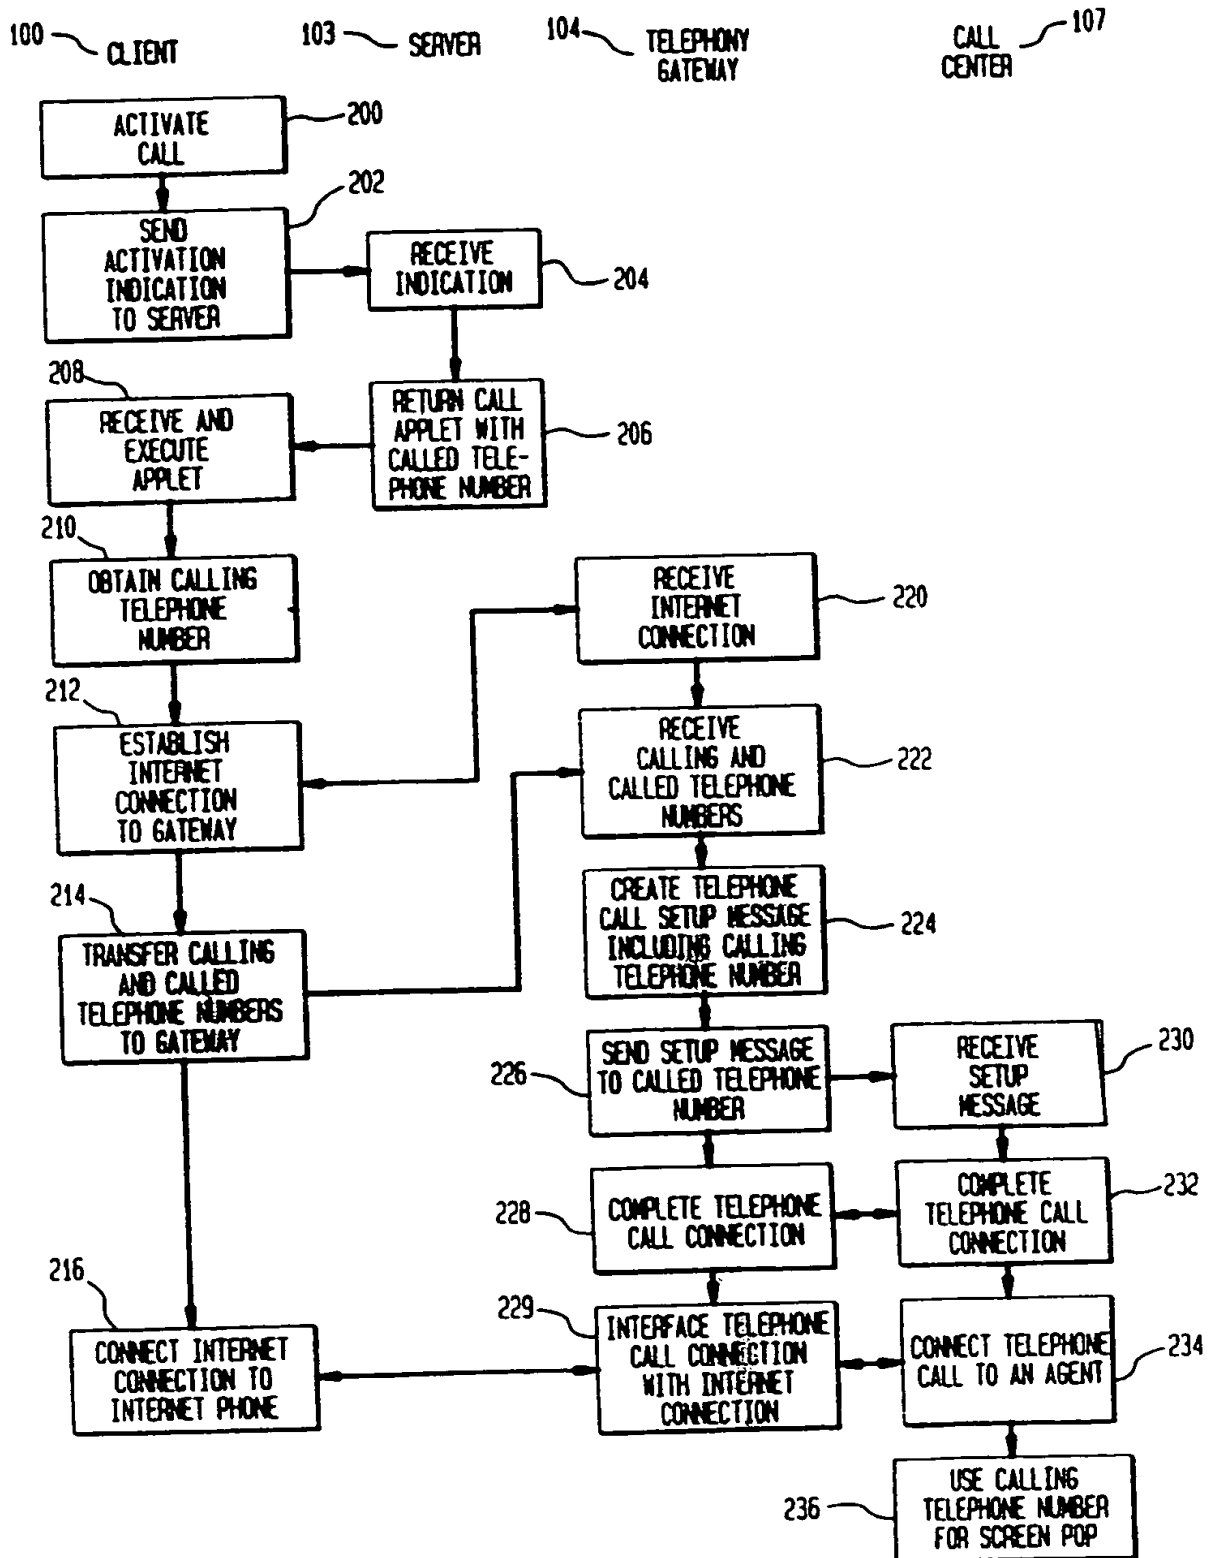 100
CLIENT
103
SERVER
104
TELEPHONY
GATEWAY
CALL
CENTER
107
ACTIVATE
CALL
200
SEND
ACTIVATION
INDICATION
TO SERVER
202
RECEIVE
INDICATION
204
208
RECEIVE AND
EXECUTE
APPLET
RETURN CALL
APPLET WITH
CALLED TELE-
PHONE NUMBER
206
210
OBTAIN CALLING
TELEPHONE
NUMBER
RECEIVE
INTERNET
CONNECTION
220
212
ESTABLISH
INTERNET
CONNECTION
TO GATEWAY
RECEIVE
CALLING AND
CALLED TELEPHONE
NUMBERS
222
214
TRANSFER CALLING
AND CALLED
TELEPHONE NUMBERS
TO GATEWAY
CREATE TELEPHONE
CALL SETUP MESSAGE
INCLUDING CALLING
TELEPHONE NUMBER
224
226
SEND SETUP MESSAGE
TO CALLED TELEPHONE
NUMBER
RECEIVE
SETUP
MESSAGE
230
228
COMPLETE TELEPHONE
CALL CONNECTION
COMPLETE
TELEPHONE CALL
CONNECTION
232
216
CONNECT INTERNET
CONNECTION TO
INTERNET PHONE
229
INTERFACE TELEPHONE
CALL CONNECTION
WITH INTERNET
CONNECTION
CONNECT TELEPHONE
CALL TO AN AGENT
234
236
USE CALLING
TELEPHONE NUMBER
FOR SCREEN POP